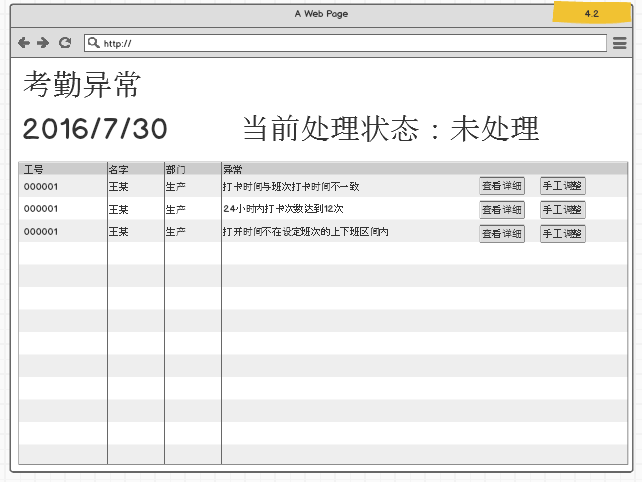 A Web Page
4.2
http://
考勤异常
2016/7/30 当前处理状态：未处理
工号 名字 部门 异常
000001 王某 生产 打卡时间与班次打卡时间不一致 查看详细 手工调整
000001 王某 生产 24小时内打卡次数达到12次 查看详细 手工调整
000001 王某 生产 打开时间不在设定班次的上下班区间内 查看详细 手工调整